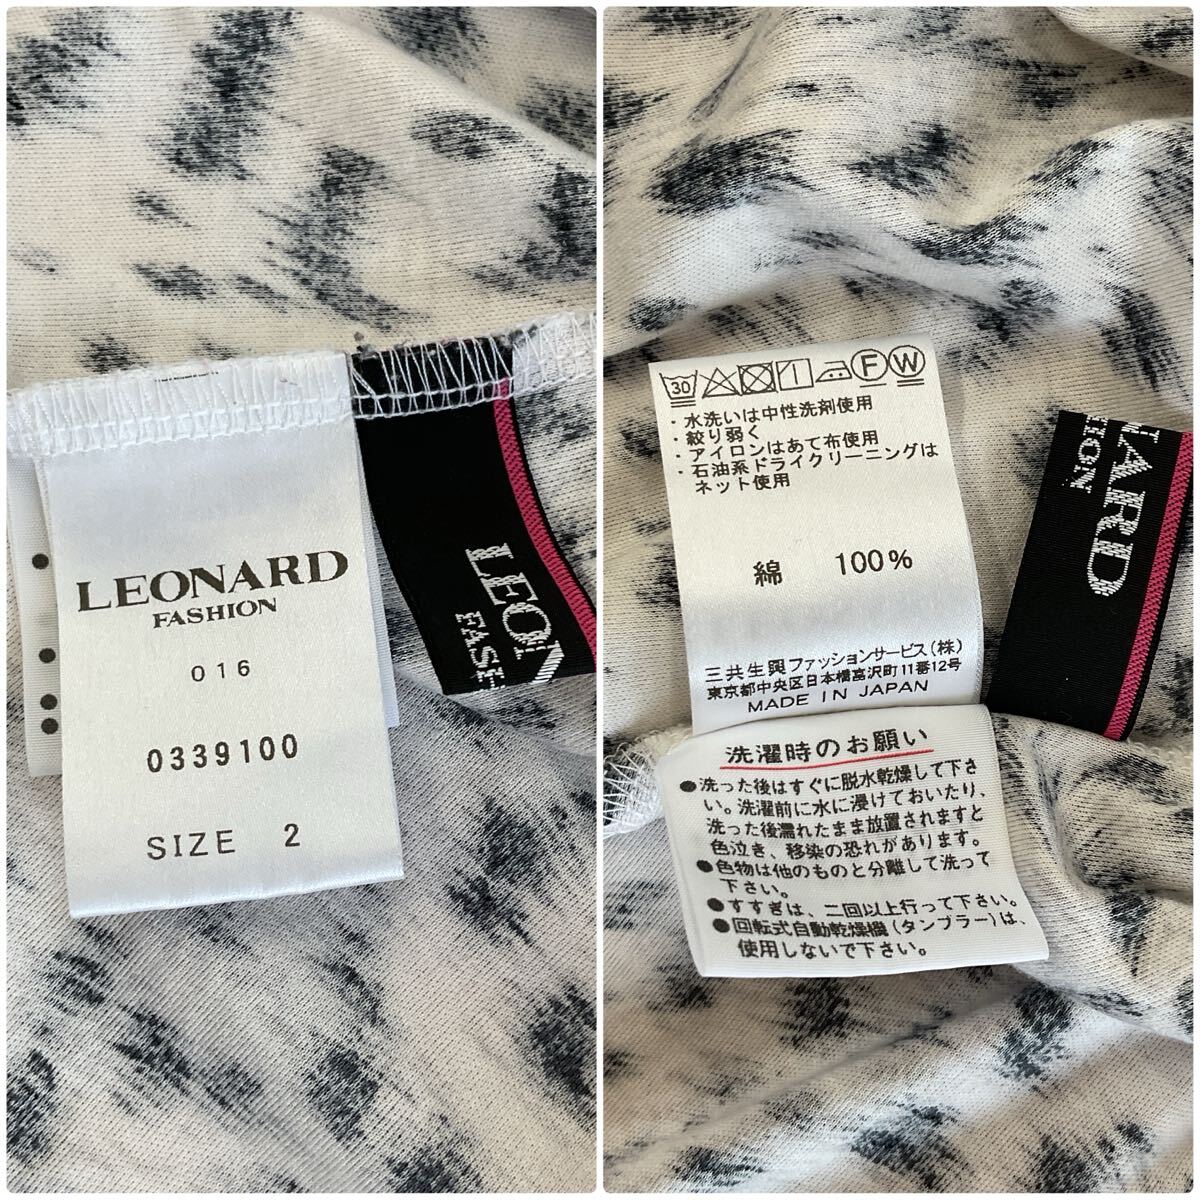 LEONARD
FASHION
016
0339100
SIZE 2
LEON
FASH
30 F W
・水洗いは中性洗剤使用
・絞り弱く
・アイロンはあて布使用
・石油系ドライクリーニングは
ネット使用
綿 100%
三共生興ファッションサービス(株)
東京都中央区日本橋富沢町11番12号
MADE IN JAPAN
NARD
ION
洗濯時のお願い
●洗った後はすぐに脱水乾燥して下さ
い。洗濯前に水に浸けておいたり、
洗った後濡れたまま放置されますと
色泣き、移染の恐れがあります。
●色物は他のものと分離して洗って
下さい。
●すすぎは、二回以上行って下さい。
●回転式自動乾燥機(タンブラー)は、
使用しないで下さい。